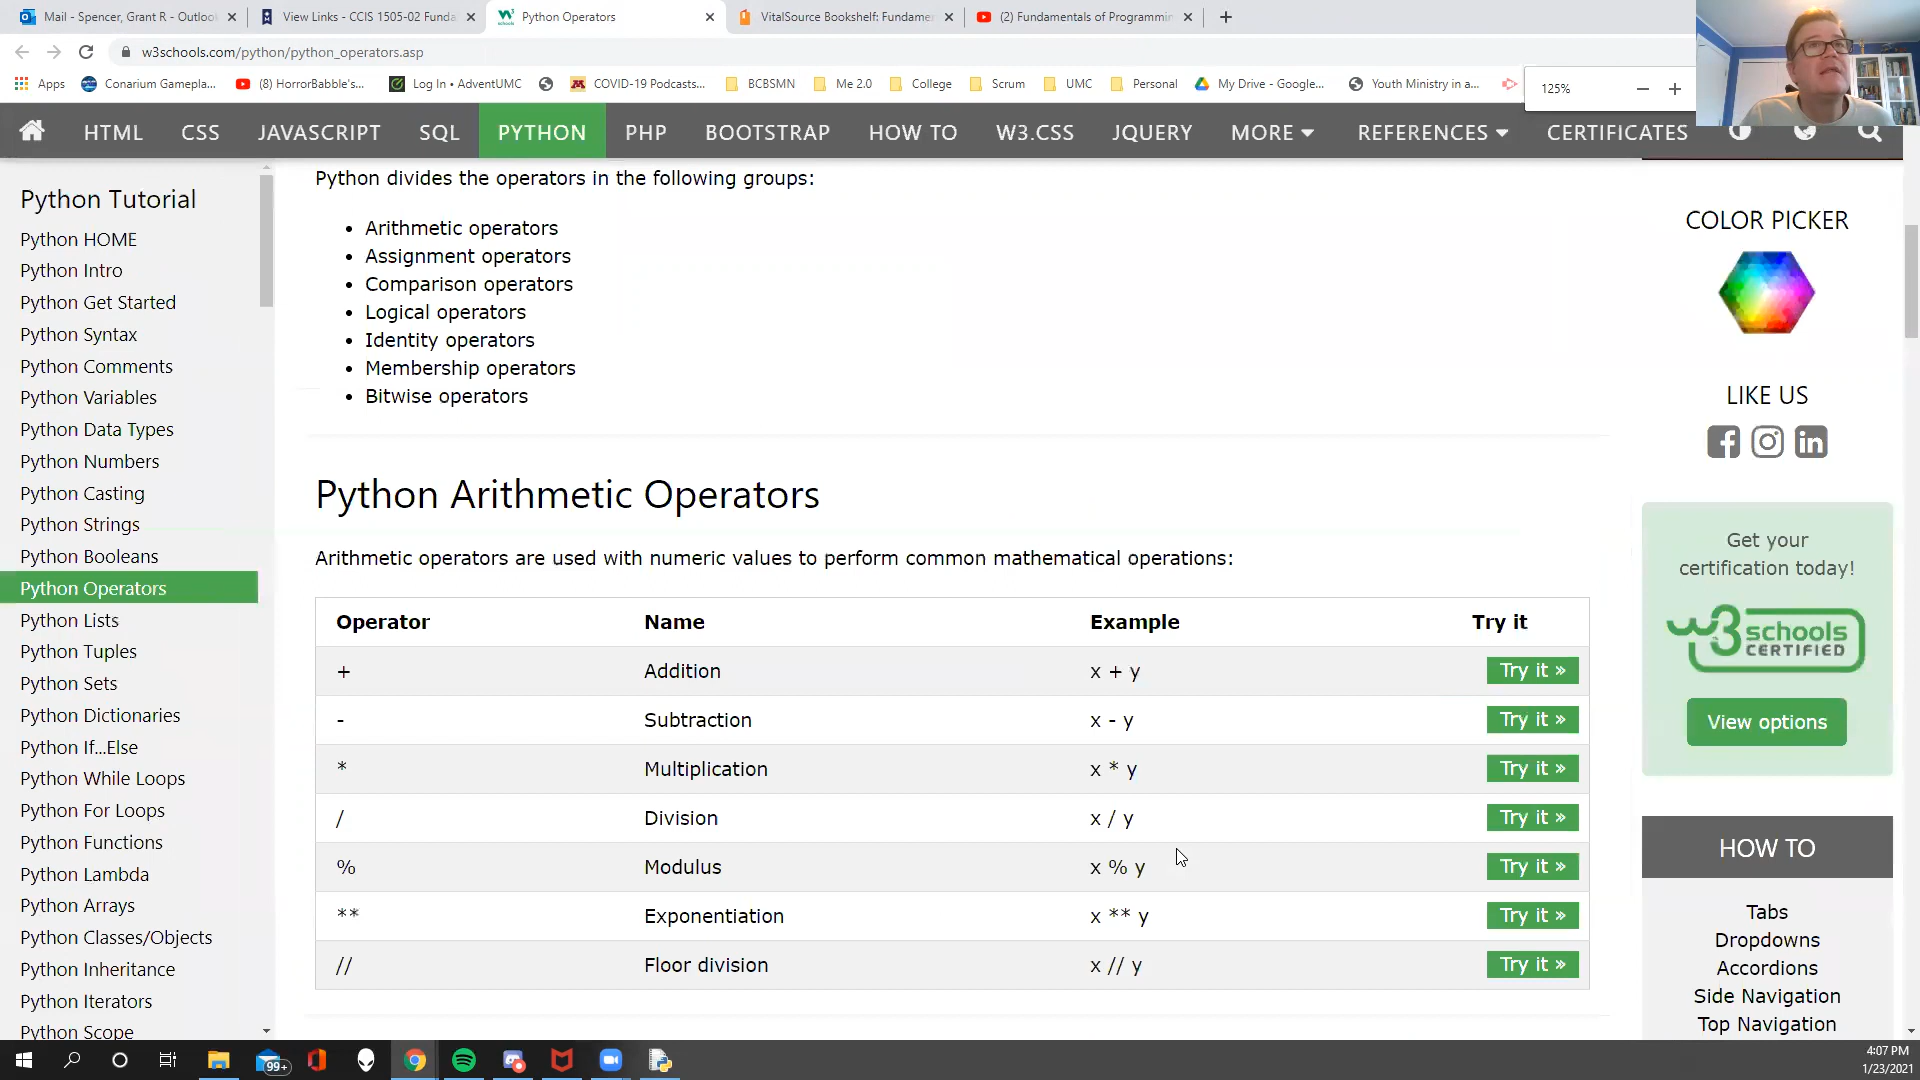 Mail - Spencer, Grant R - Outloo
View Links - CCIS 1505-02 Funda
Python Operators
VitalSource Bookshelf: Fundame
(2) Fundamentals of Programmin
w3schools.com/python/python_operators.asp
Apps
Conarium Gamepla...
(8) HorrorBabble's...
Log In • AdventUMC
COVID-19 Podcasts...
BCBSMN
Me 2.0
College
Scrum
UMC
Personal
My Drive - Google...
Youth Ministry in a...
125%
HTML
CSS
JAVASCRIPT
SQL
PYTHON
PHP
BOOTSTRAP
HOW TO
W3.CSS
JQUERY
MORE
REFERENCES
CERTIFICATES
Python Tutorial
Python HOME
Python Intro
Python Get Started
Python Syntax
Python Comments
Python Variables
Python Data Types
Python Numbers
Python Casting
Python Strings
Python Booleans
Python Operators
Python Lists
Python Tuples
Python Sets
Python Dictionaries
Python If...Else
Python While Loops
Python For Loops
Python Functions
Python Lambda
Python Arrays
Python Classes/Objects
Python Inheritance
Python Iterators
Python Scope
Python divides the operators in the following groups:
• Arithmetic operators
• Assignment operators
• Comparison operators
• Logical operators
• Identity operators
• Membership operators
• Bitwise operators
Python Arithmetic Operators
Arithmetic operators are used with numeric values to perform common mathematical operations:
Operator Name Example Try it
+ Addition x + y Try it »
- Subtraction x - y Try it »
* Multiplication x * y Try it »
/ Division x / y Try it »
% Modulus x % y Try it »
** Exponentiation x ** y Try it »
// Floor division x // y Try it »
COLOR PICKER
LIKE US
Get your
certification today!
w3schools
CERTIFIED
View options
HOW TO
Tabs
Dropdowns
Accordions
Side Navigation
Top Navigation
99+
4:07 PM
1/23/2021